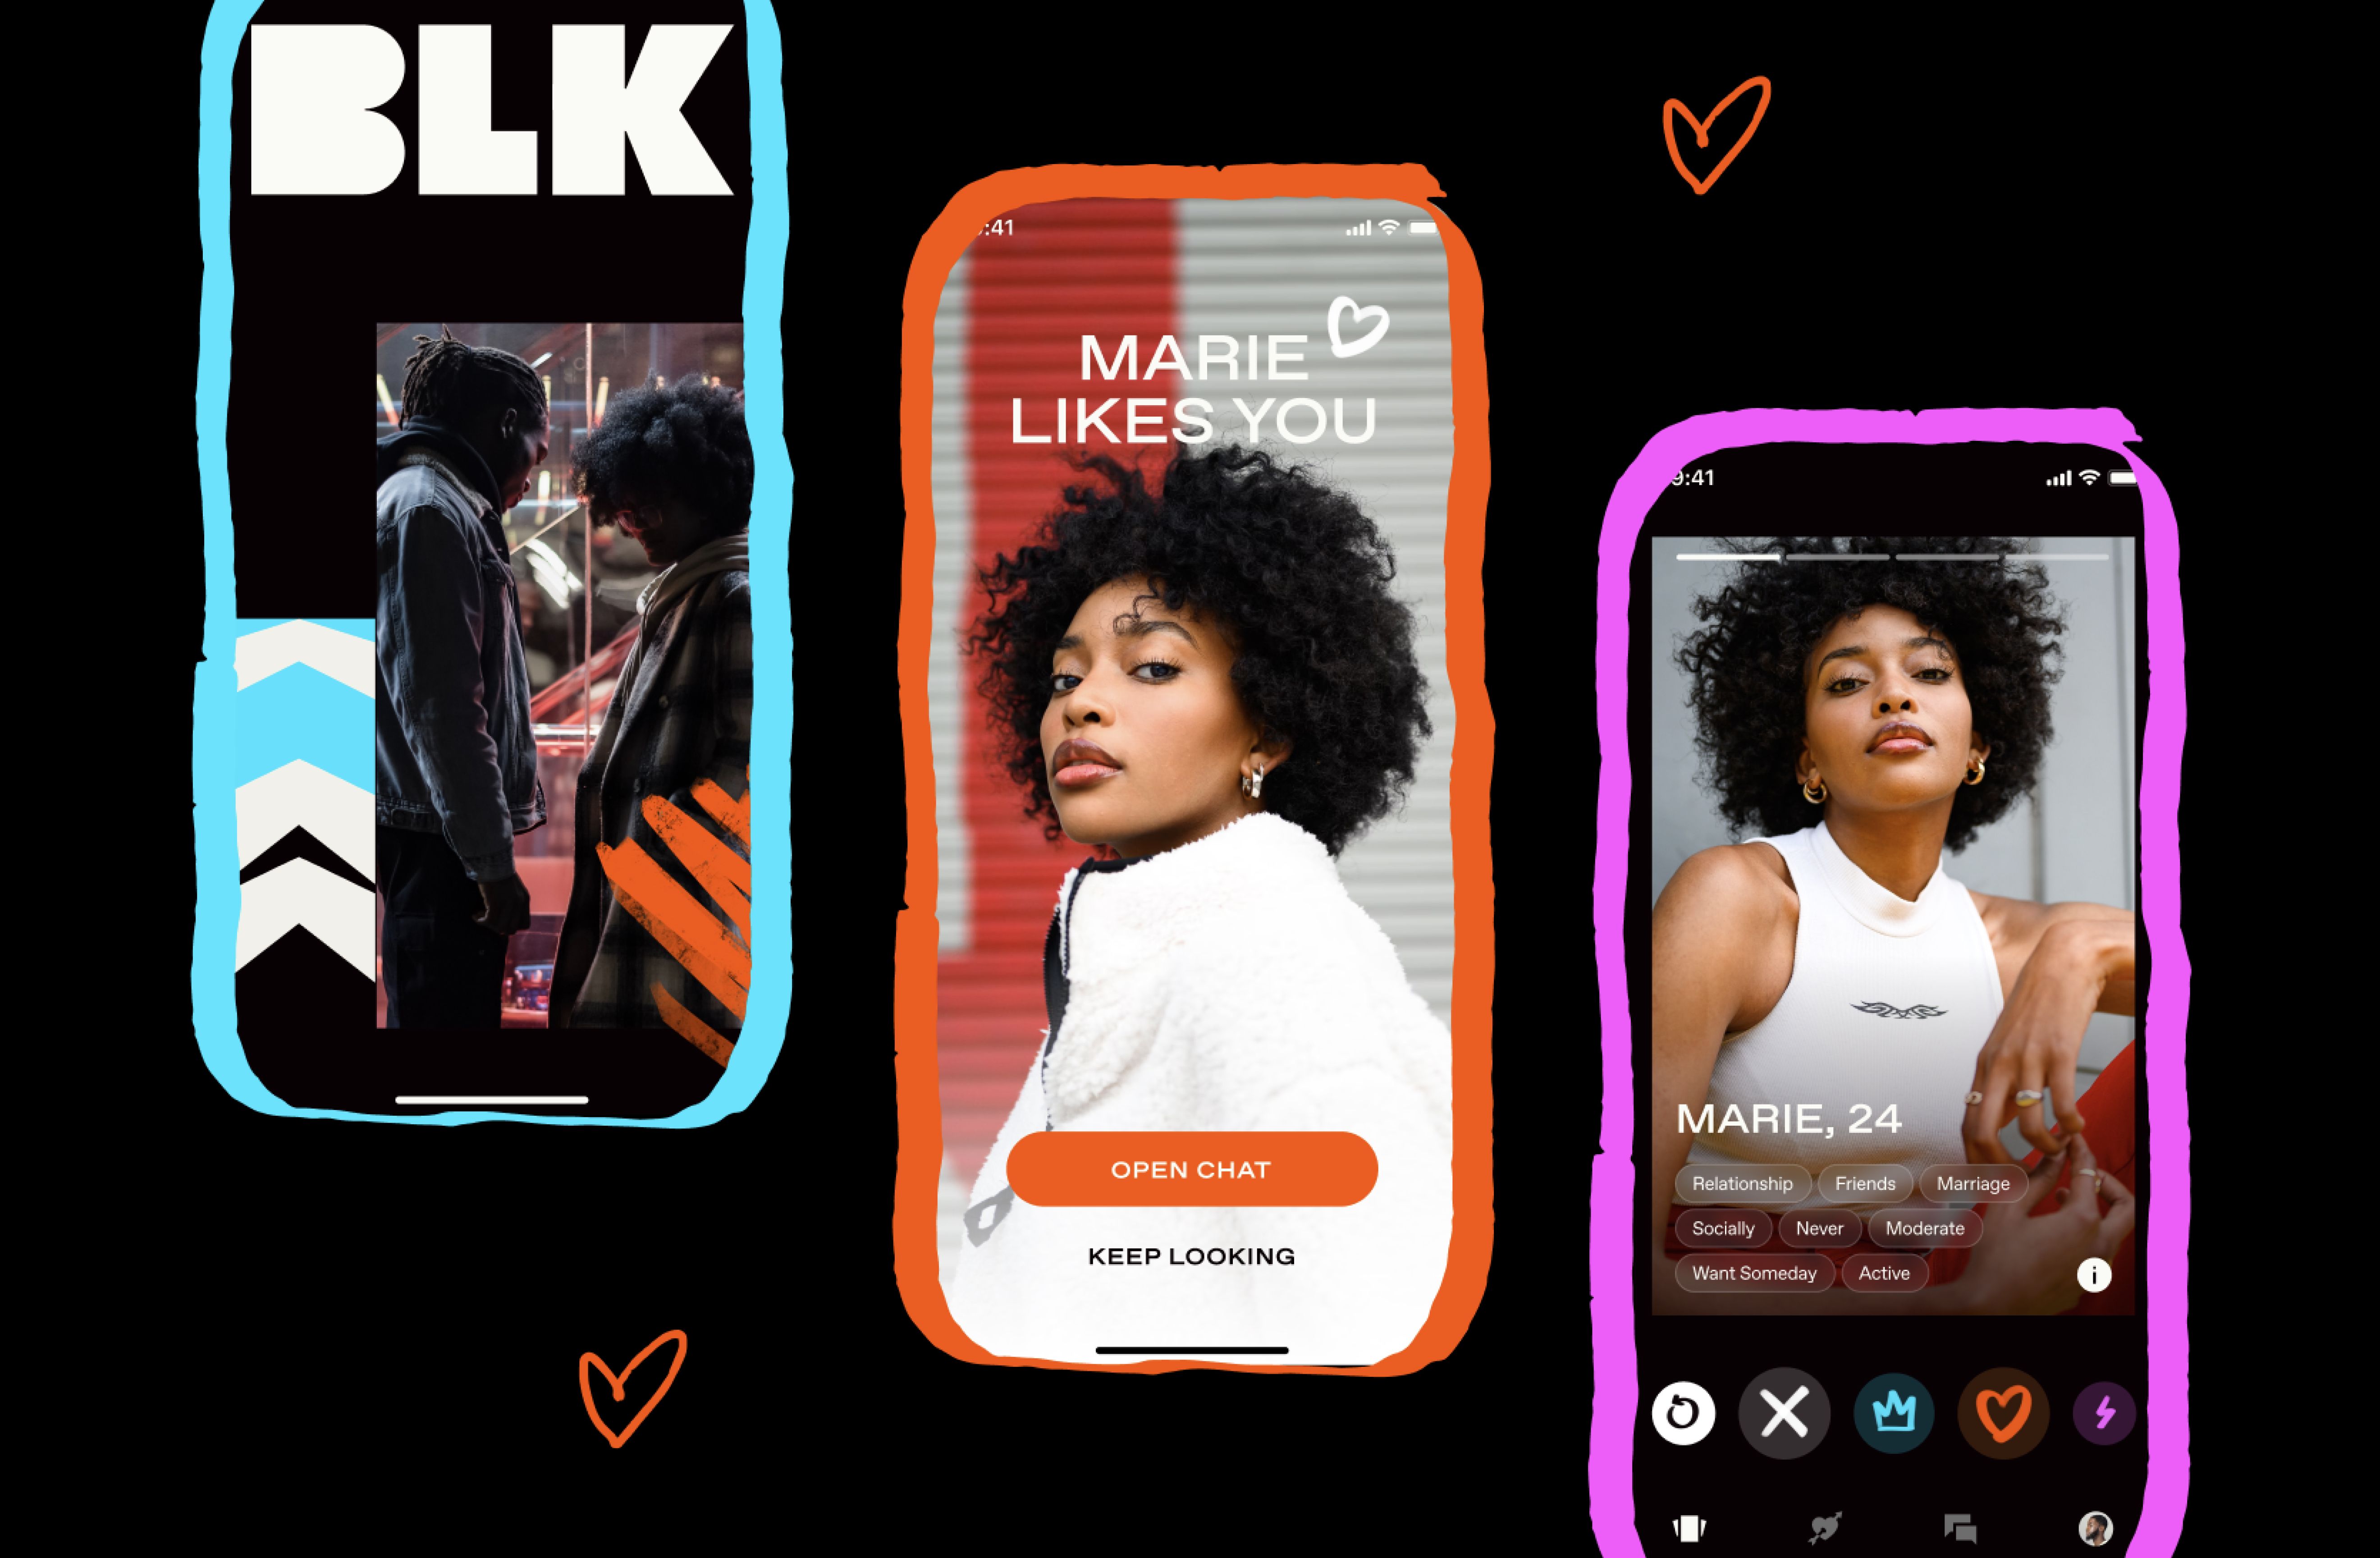 BLK
:41
MARIE
LIKES YOU
OPEN CHAT
KEEP LOOKING
9:41
MARIE, 24
Relationship Friends Marriage
Socially Never Moderate
Want Someday Active
i